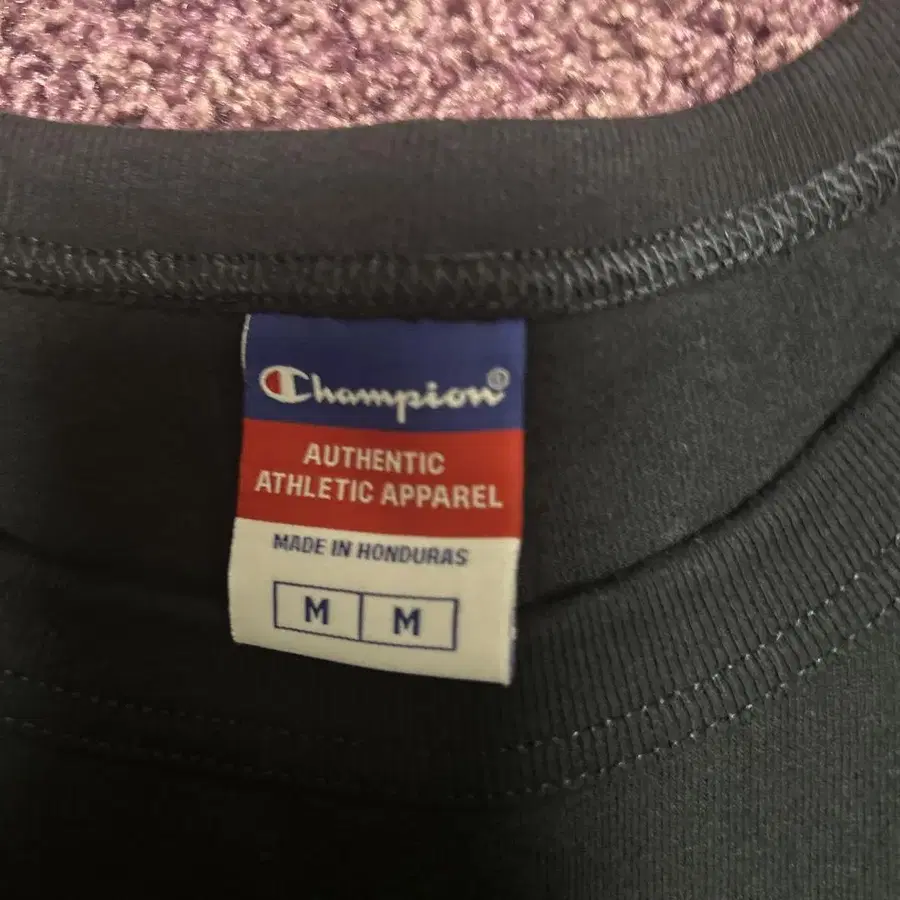 Champion®
AUTHENTIC
ATHLETIC APPAREL
MADE IN HONDURAS
M M